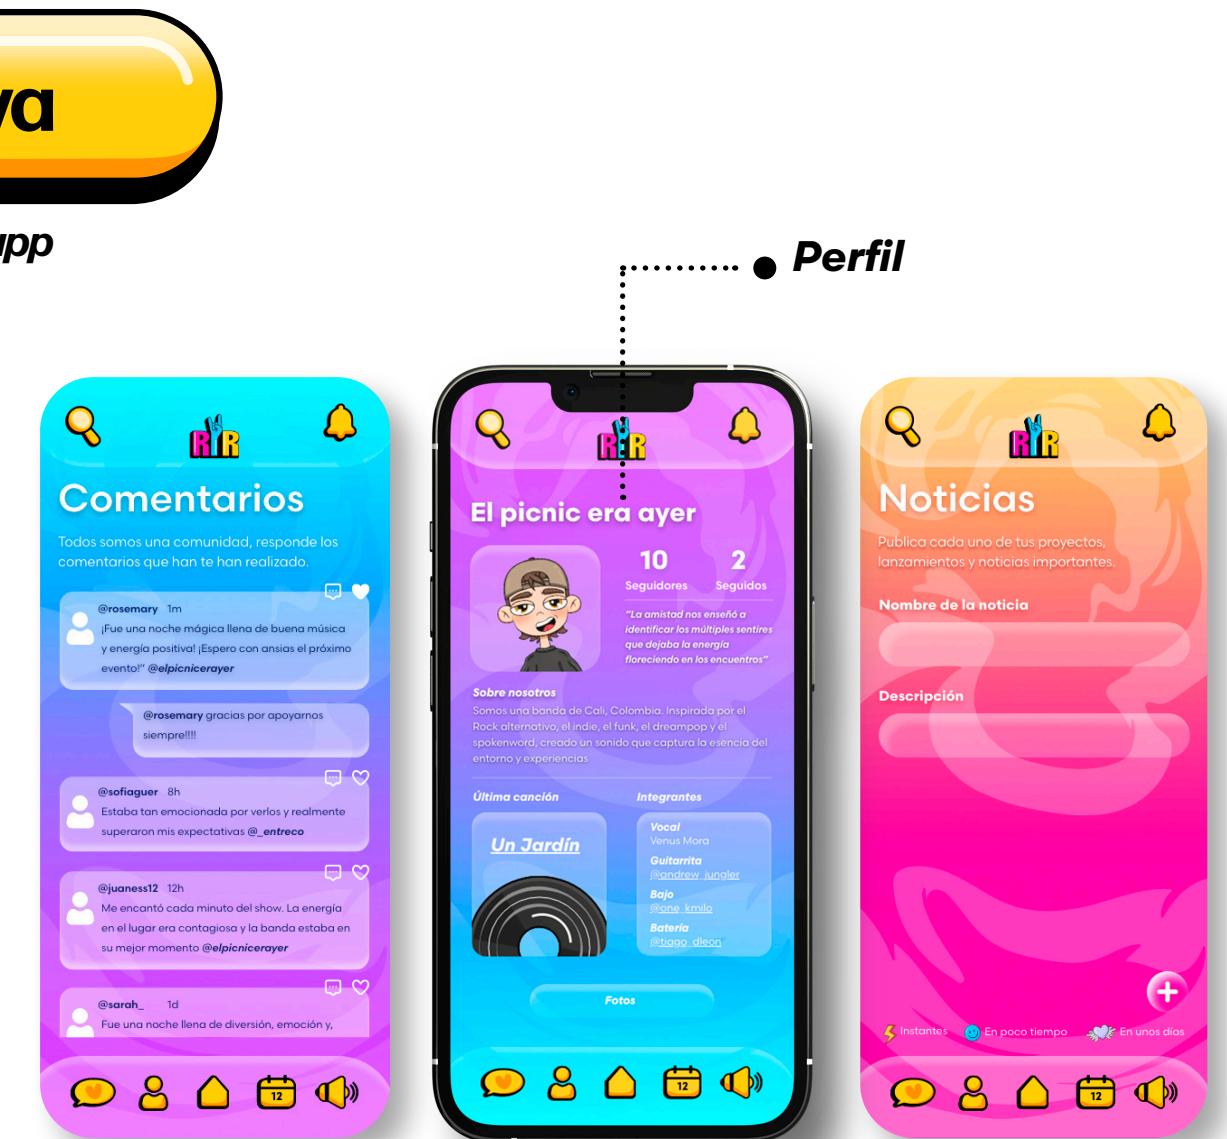 va
app
Perfil
RYR
Comentarios
Todos somos una comunidad, responde los
comentarios que han te han realizado.
@rosemary 1m
¡Fue una noche mágica llena de buena música
y energía positiva! ¡Espero con ansias el próximo
evento!" @elpicnicerayer
@rosemary gracias por apoyarnos
siempre!!!!
@sofiaguer 8h
Estaba tan emocionada por verlos y realmente
superaron mis expectativas @_entreco
@juaness12 12h
Me encantó cada minuto del show. La energía
en el lugar era contagiosa y la banda estaba en
su mejor momento @elpicnicerayer
@sarah_ 1d
Fue una noche llena de diversión, emoción y,
12
RYR
El picnic era ayer
10 2
Seguidores Seguidos
"La amistad nos enseñó a
identificar los múltiples sentires
que dejaba la energía
floreciendo en los encuentros"
Sobre nosotros
Somos una banda de Cali, Colombia. Inspirada por el
Rock alternativo, el indie, el funk, el dreampop y el
spokenword, creado un sonido que captura la esencia del
entorno y experiencias
Última canción
Un Jardín
Integrantes
Vocal
Venus Mora
Guitarrita
@andrew_jungler
Bajo
@one_kmilo
Batería
@tiago_dleon
Fotos
12
RYR
Noticias
Publica cada uno de tus proyectos,
lanzamientos y noticias importantes.
Nombre de la noticia
Descripción
Instantes En poco tiempo En unos días
12